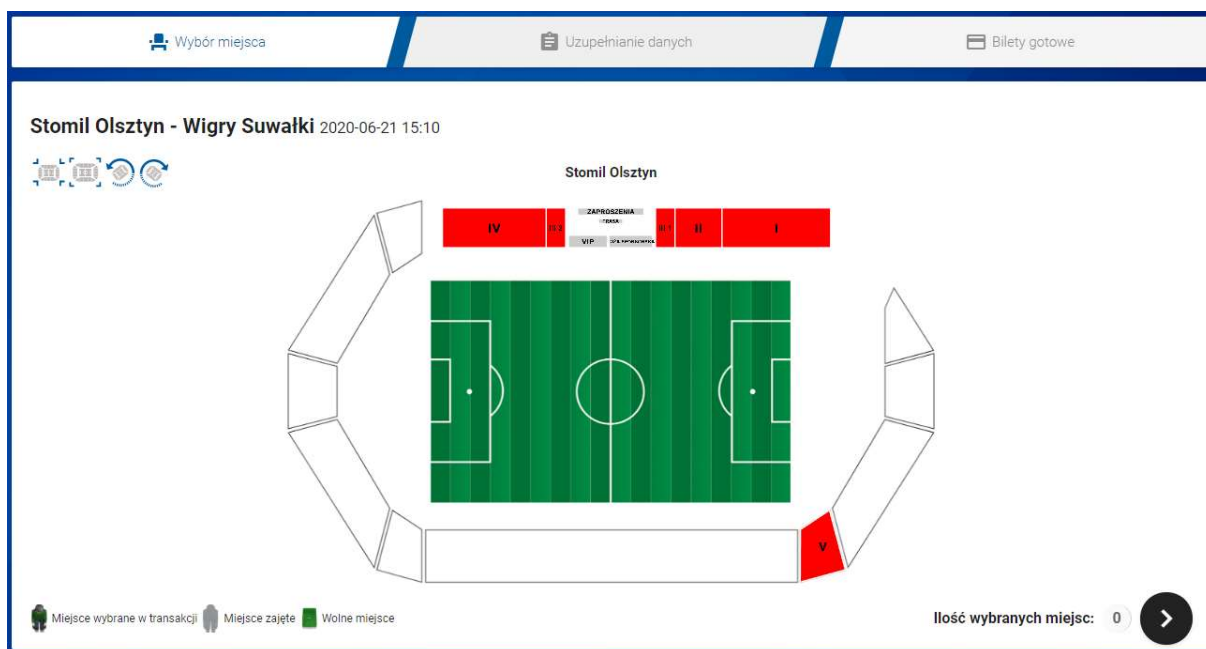 Wybór miejsca
Uzupełnianie danych
Bilety gotowe
Stomil Olsztyn - Wigry Suwałki 2020-06-21 15:10
Stomil Olsztyn
ZAPROSZENIA
PRASA
IV
II
I
VIP
V
Miejsce wybrane w transakcji
Miejsce zajęte
Wolne miejsce
Ilość wybranych miejsc: 0